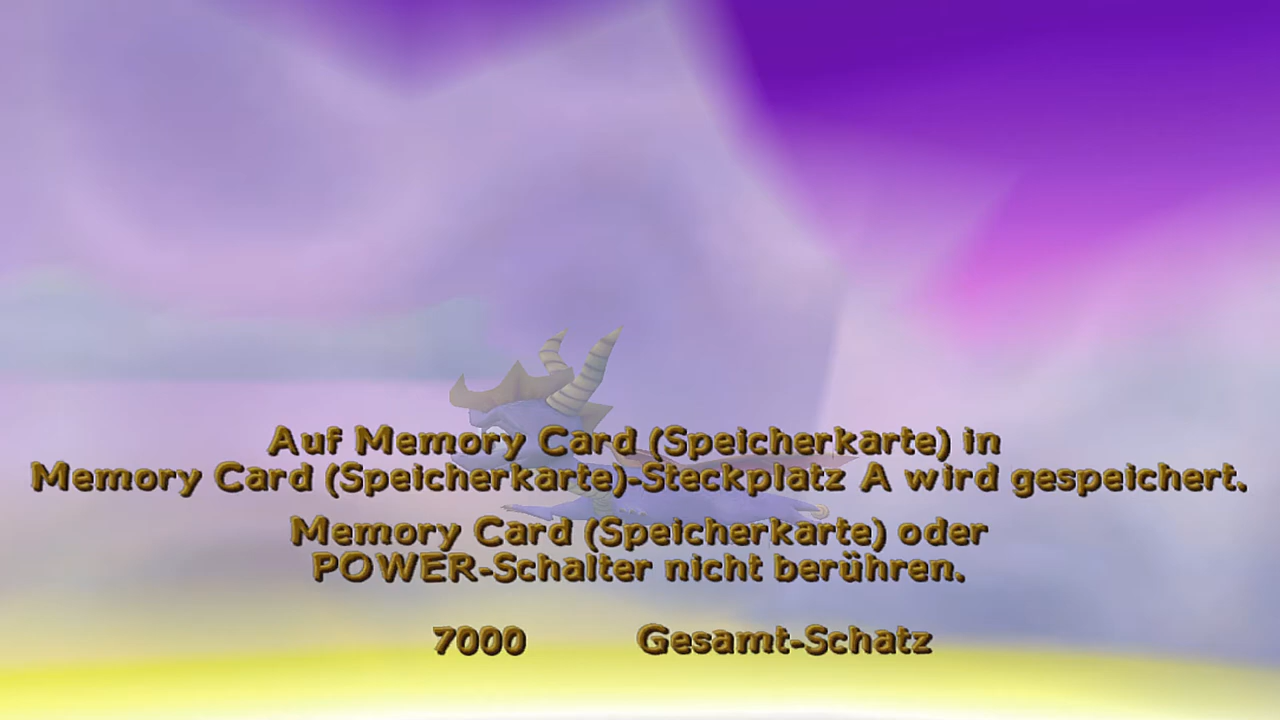 Auf Memory Card (Speicherkarte) in
Memory Card (Speicherkarte)-Steckplatz A wird gespeichert.
Memory Card (Speicherkarte) oder
POWER-Schalter nicht berühren.
7000 Gesamt-Schatz